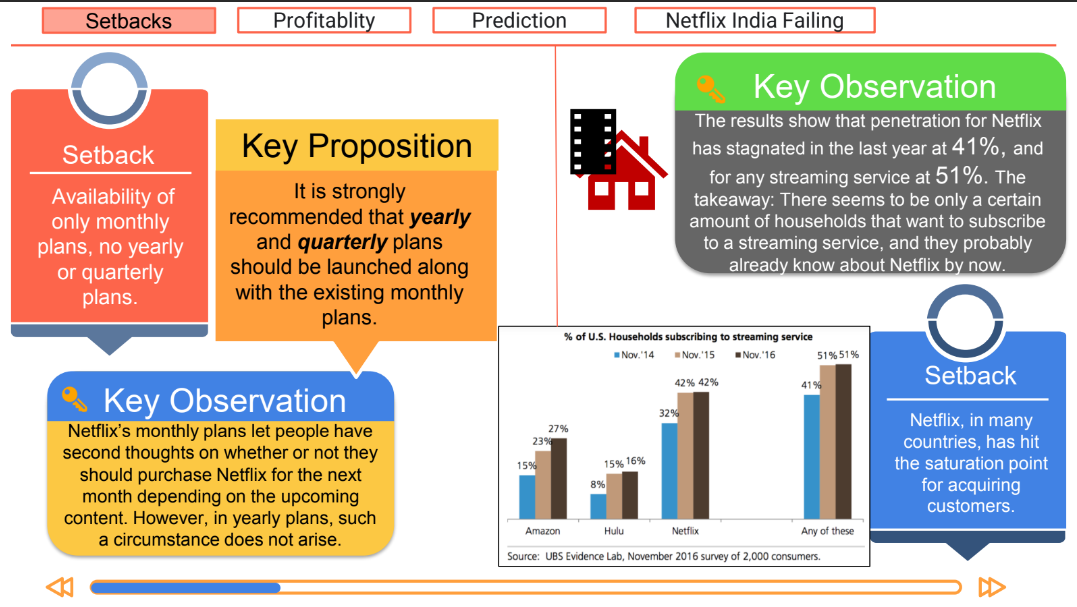 Setbacks
Profitablity
Prediction
Netflix India Failing
Setback
Availability of
only monthly
plans, no yearly
or quarterly
plans.
Key Proposition
It is strongly
recommended that yearly
and quarterly plans
should be launched along
with the existing monthly
plans.
Key Observation
Netflix's monthly plans let people have
second thoughts on whether or not they
should purchase Netflix for the next
month depending on the upcoming
content. However, in yearly plans, such
a circumstance does not arise.
Key Observation
The results show that penetration for Netflix
has stagnated in the last year at 41%, and
for any streaming service at 51%. The
takeaway: There seems to be only a certain
amount of households that want to subscribe
to a streaming service, and they probably
already know about Netflix by now.
% of U.S. Households subscribing to streaming service
Nov.'14 Nov.'15 Nov.'16
15% 23% 27%
8% 15% 16%
32% 42% 42%
41% 51% 51%
Amazon Hulu Netflix Any of these
Source: UBS Evidence Lab, November 2016 survey of 2,000 consumers.
Setback
Netflix, in many
countries, has hit
the saturation point
for acquiring
customers.